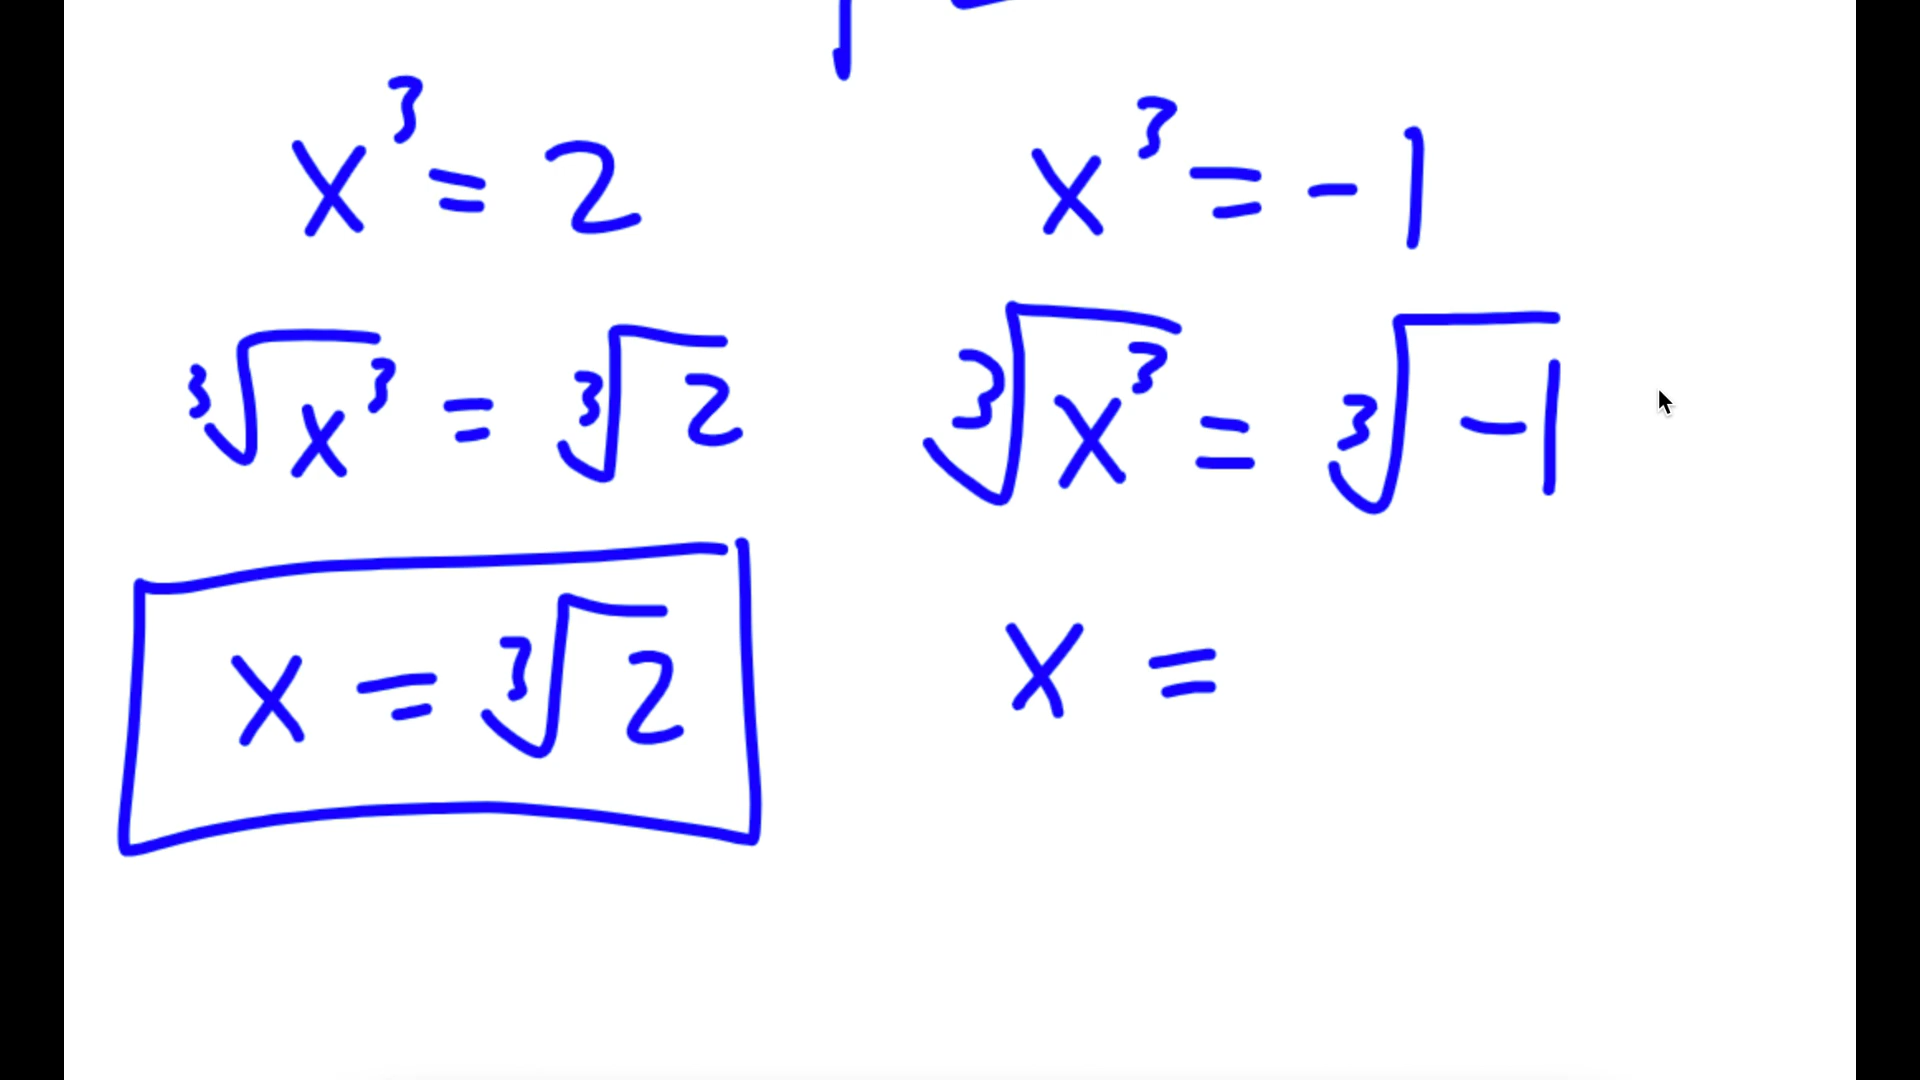 x³ = 2
x³ = -1
∛x³ = ∛2
∛x³ = ∛-1
x = ∛2
x =